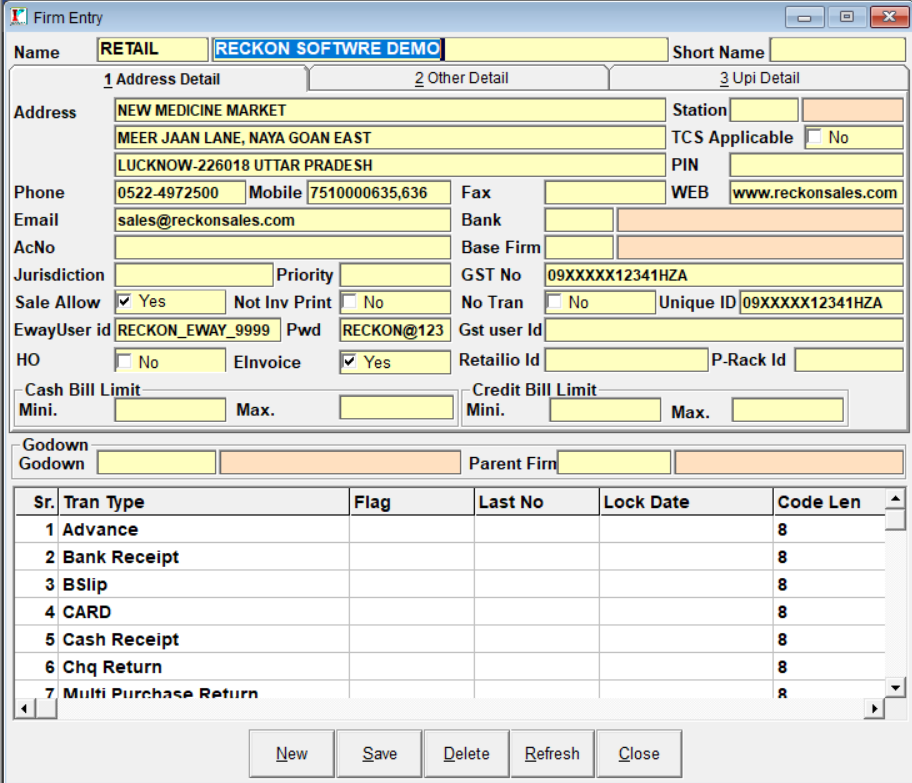 Firm Entry
Name RETAIL RECKON SOFTWRE DEMO Short Name
1 Address Detail 2 Other Detail 3 Upi Detail
Address NEW MEDICINE MARKET Station
MEER JAAN LANE, NAYA GOAN EAST TCS Applicable No
LUCKNOW-226018 UTTAR PRADESH PIN
Phone 0522-4972500 Mobile 7510000635,636 Fax WEB www.reckonsales.com
Email sales@reckonsales.com Bank
AcNo Base Firm
Jurisdiction Priority GST No 09XXXXX12341HZA
Sale Allow Yes Not Inv Print No No Tran No Unique ID 09XXXXX12341HZA
EwayUser id RECKON_EWAY_9999 Pwd RECKON@123 Gst user Id
HO No EInvoice Yes Retailio Id P-Rack Id
Cash Bill Limit Credit Bill Limit
Mini. Max. Mini. Max.
Godown
Godown Parent Firn
Sr. Tran Type Flag Last No Lock Date Code Len
1 Advance 8
2 Bank Receipt 8
3 BSlip 8
4 CARD 8
5 Cash Receipt 8
6 Chq Return 8
7 Multi Purchase Return 8
New Save Delete Refresh Close